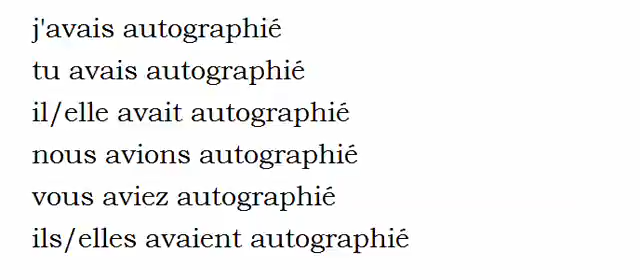 j'avais autographié
tu avais autographié
il/elle avait autographié
nous avions autographié
vous aviez autographié
ils/elles avaient autographié